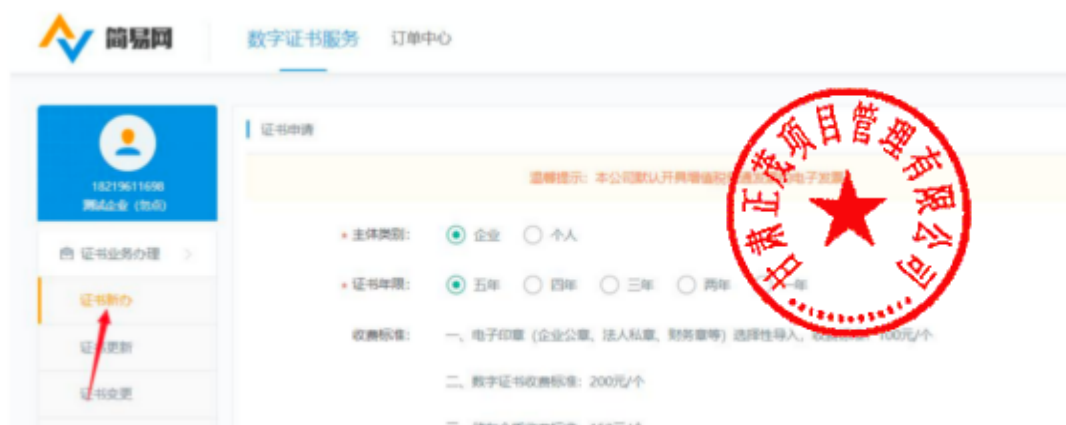 简易网
数字证书服务 订单中心
18219611698
测试企业（勿点）
证书业务办理
证书新办
证书更新
证书变更
证书申请
温馨提示：本公司默认开具增值税
电子发票
* 主体类别： 企业 个人
* 证书年限： 五年 四年 三年 两年 一年
收费标准： 一、电子印章（企业公章、法人私章、财务章等）选择性导入，收费标准：100元/个
二、数字证书收费标准：200元/个
甘肃正茂项目管理有限公司